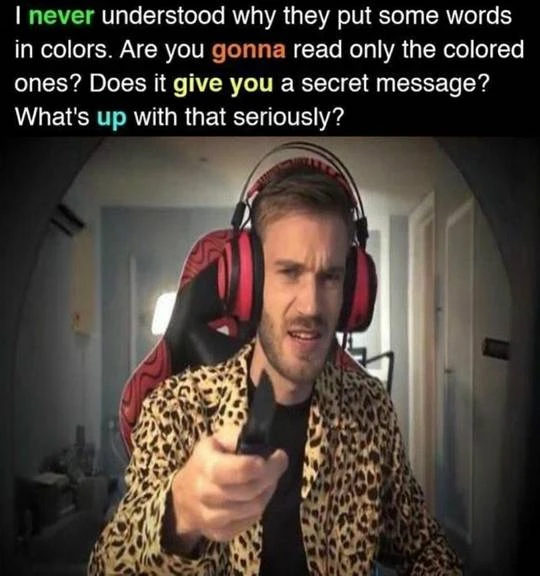 I never understood why they put some words
in colors. Are you gonna read only the colored
ones? Does it give you a secret message?
What's up with that seriously?